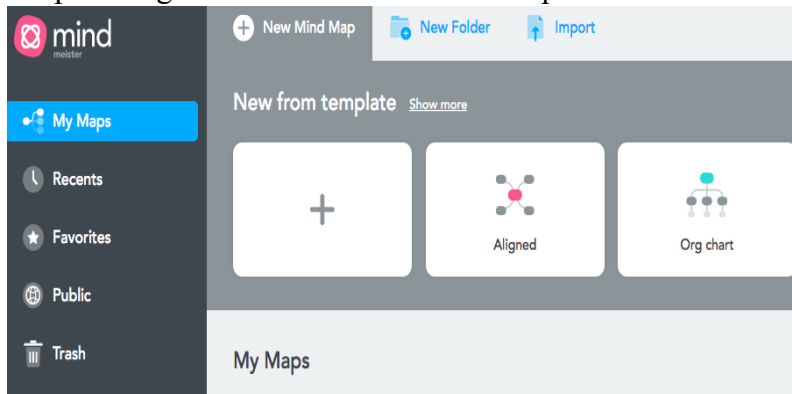 mind
meister
New Mind Map
New Folder
Import
My Maps
Recents
Favorites
Public
Trash
New from template Show more
Aligned
Org chart
My Maps